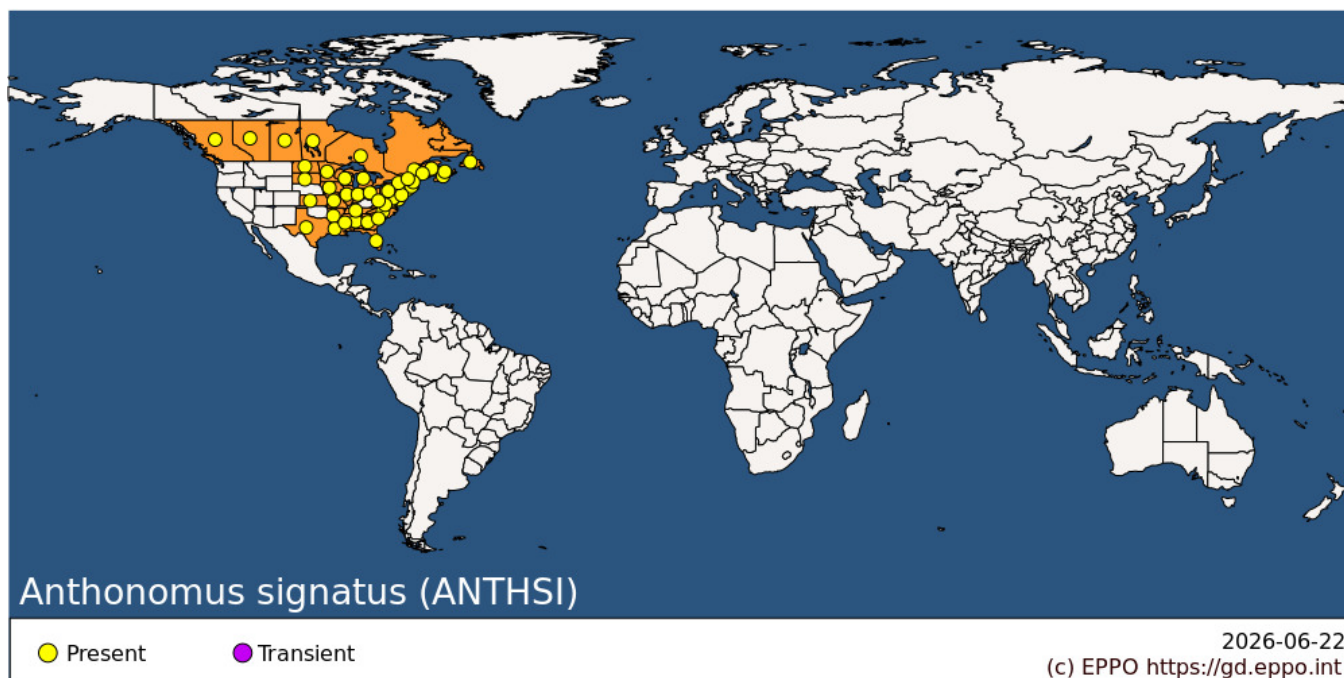 Anthonomus signatus (ANTHSI)
Present
Transient
2026-06-22
(c) EPPO https://gd.eppo.int